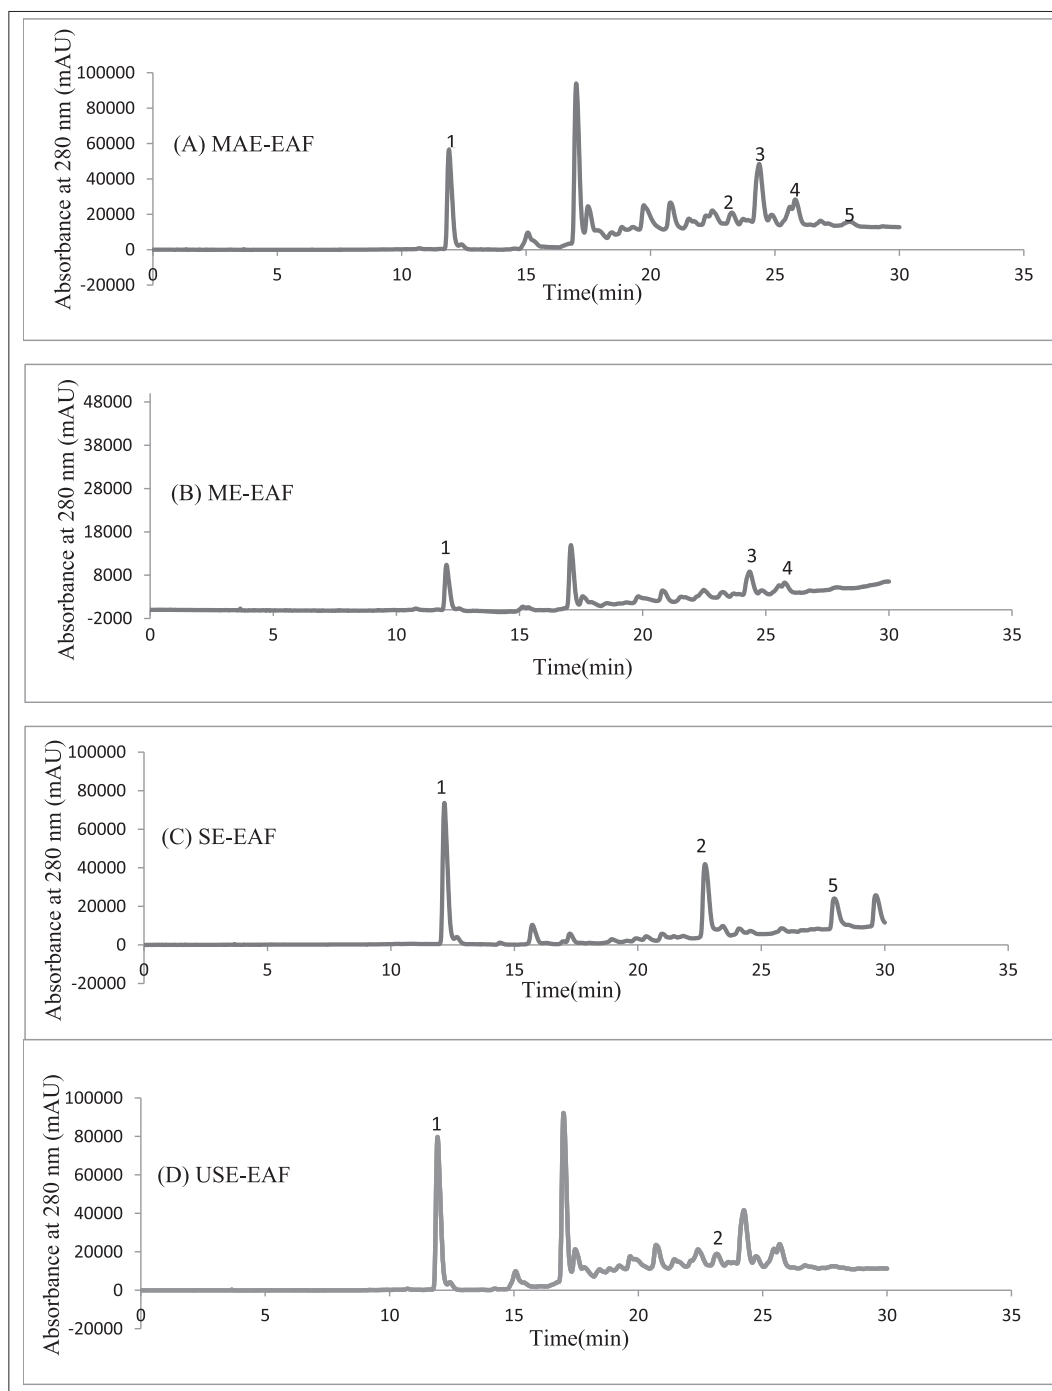 Absorbance at 280 nm (mAU)
100000
80000
60000
40000
20000
0
-20000
(A) MAE-EAF
1
2
3
4
5
0 5 10 15 20 25 30 35
Time(min)
Absorbance at 280 nm (mAU)
48000
38000
28000
18000
8000
-2000
(B) ME-EAF
1
3
4
0 5 10 15 20 25 30 35
Time(min)
Absorbance at 280 nm (mAU)
100000
80000
60000
40000
20000
0
-20000
(C) SE-EAF
1
2
5
0 5 10 15 20 25 30 35
Time(min)
Absorbance at 280 nm (mAU)
100000
80000
60000
40000
20000
0
-20000
(D) USE-EAF
1
2
0 5 10 15 20 25 30 35
Time(min)